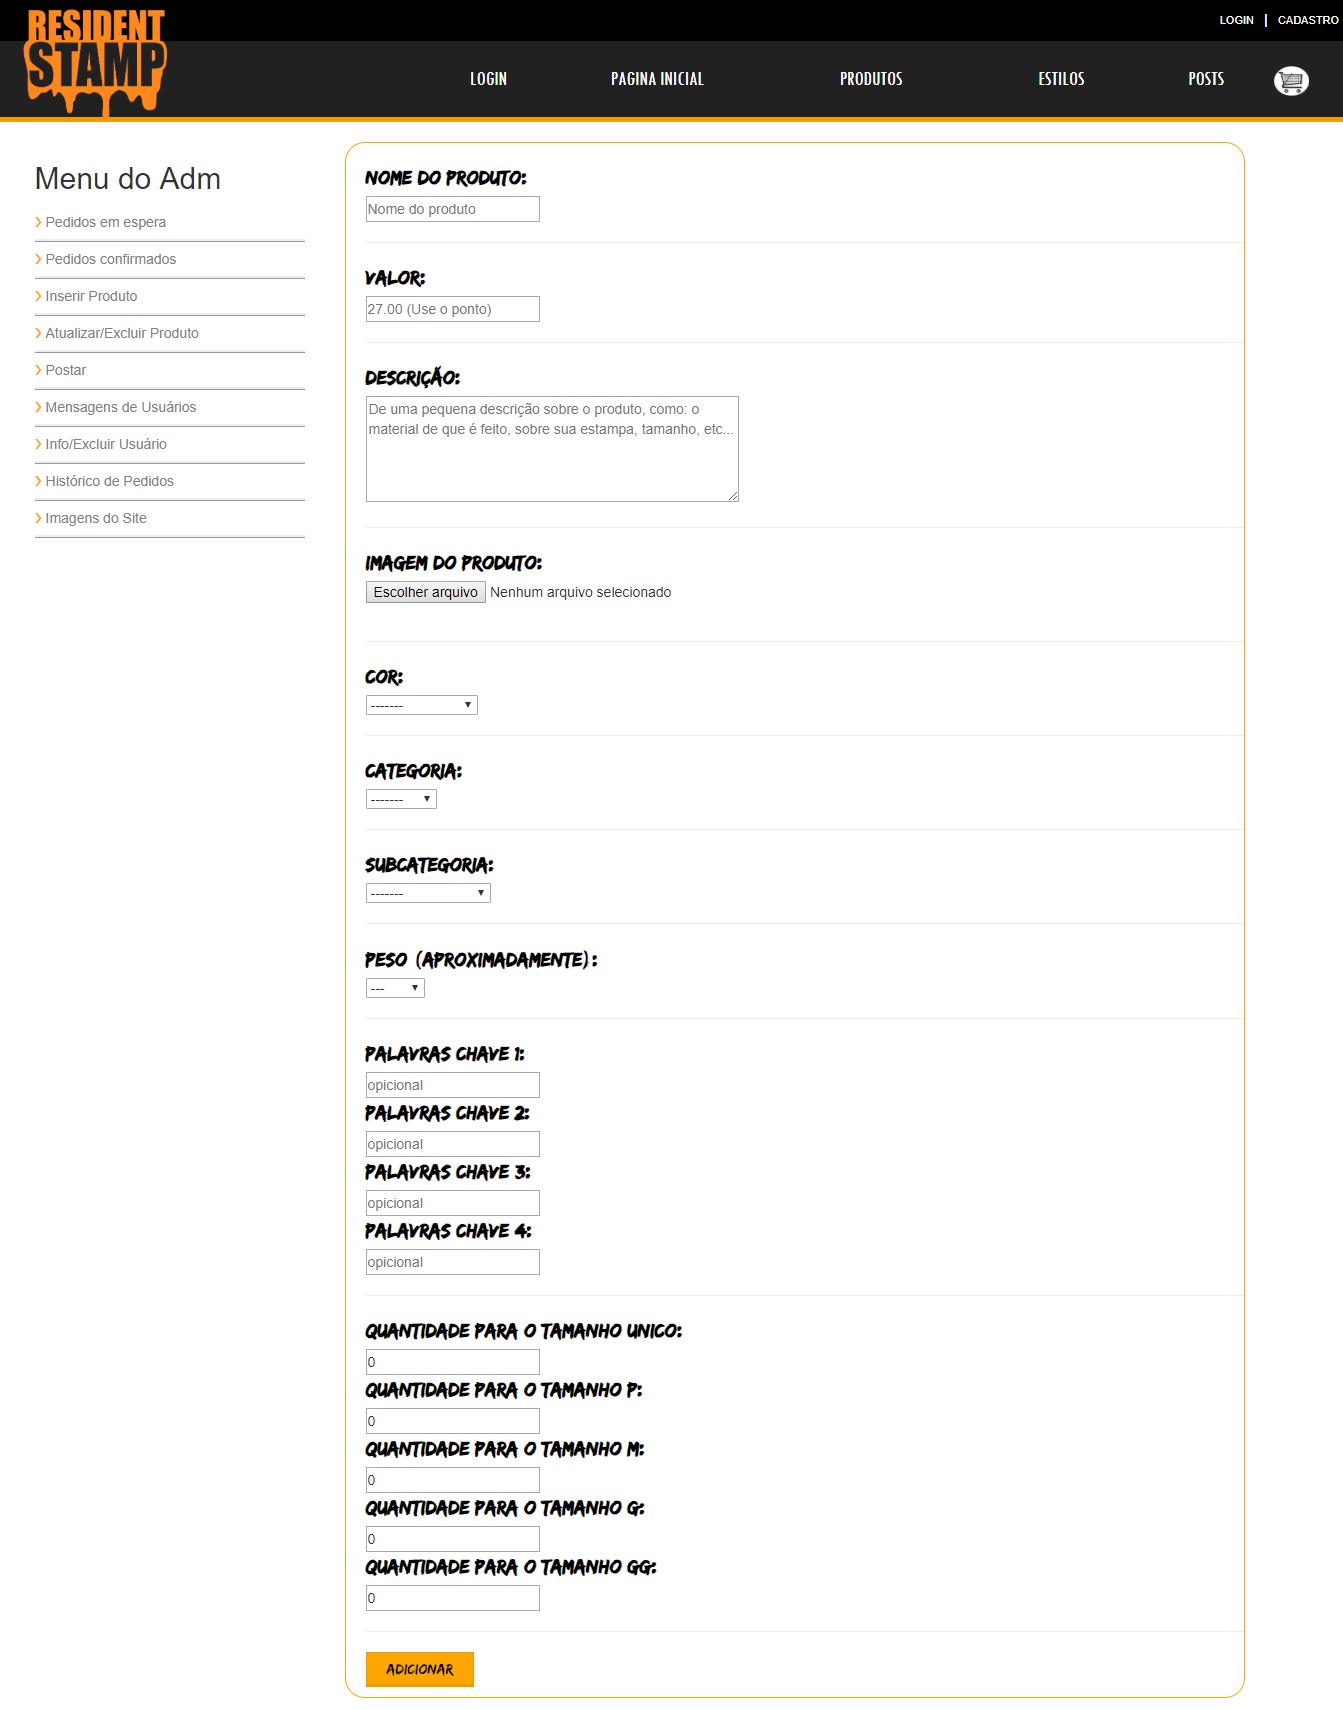 RESIDENT
STAMP
LOGIN | CADASTRO
LOGIN PAGINA INICIAL PRODUTOS ESTILOS POSTS
Menu do Adm
Pedidos em espera
Pedidos confirmados
Inserir Produto
Atualizar/Excluir Produto
Postar
Mensagens de Usuários
Info/Excluir Usuário
Histórico de Pedidos
Imagens do Site
NOME DO PRODUTO:
Nome do produto
VALOR:
27.00 (Use o ponto)
DESCRIÇÃO:
De uma pequena descrição sobre o produto, como: o
material de que é feito, sobre sua estampa, tamanho, etc...
IMAGEM DO PRODUTO:
Escolher arquivo Nenhum arquivo selecionado
COR:
-------
CATEGORIA:
-------
SUBCATEGORIA:
-------
PESO (APROXIMADAMENTE):
---
PALAVRAS CHAVE 1:
opicional
PALAVRAS CHAVE 2:
opicional
PALAVRAS CHAVE 3:
opicional
PALAVRAS CHAVE 4:
opicional
QUANTIDADE PARA O TAMANHO UNICO:
0
QUANTIDADE PARA O TAMANHO P:
0
QUANTIDADE PARA O TAMANHO M:
0
QUANTIDADE PARA O TAMANHO G:
0
QUANTIDADE PARA O TAMANHO GG:
0
ADICIONAR